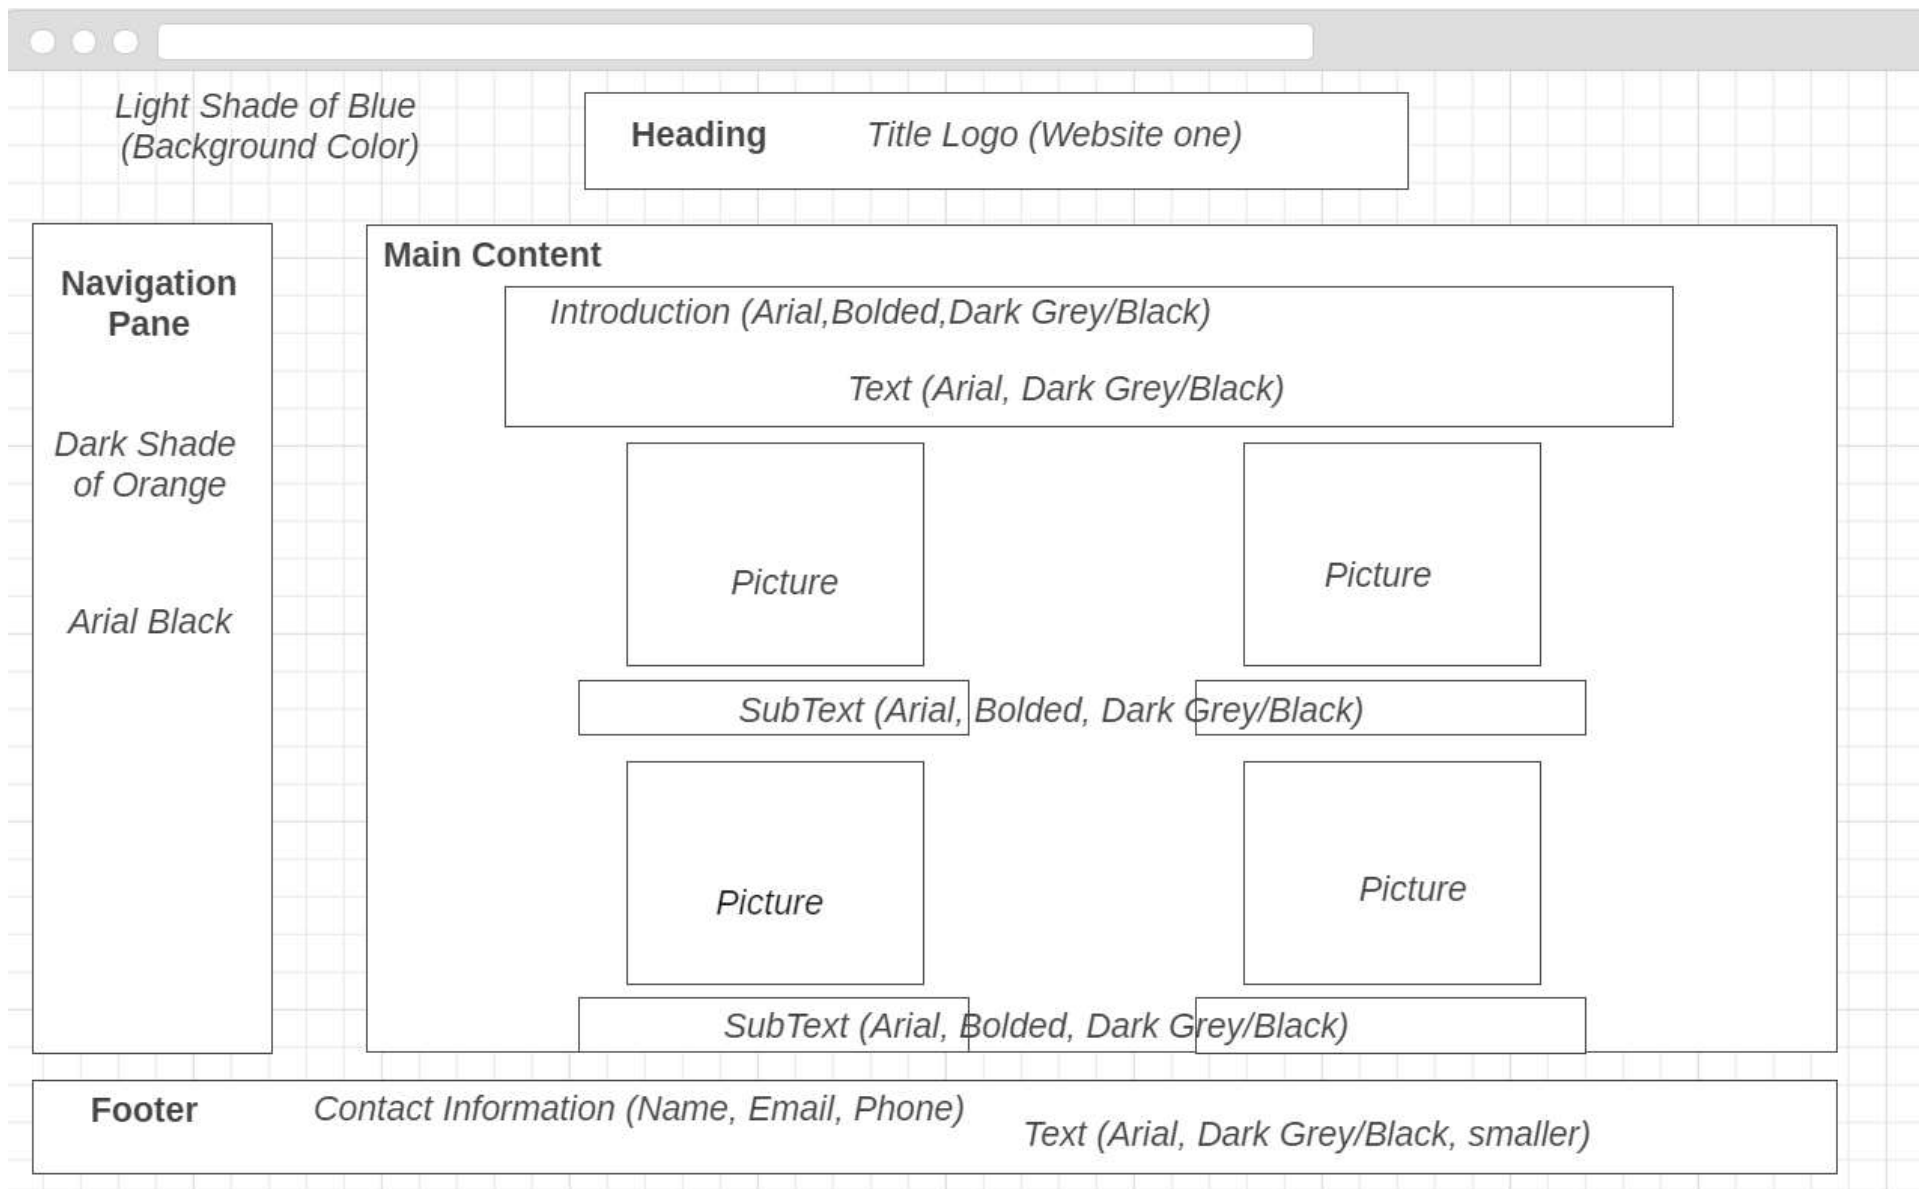 Light Shade of Blue
(Background Color)
Heading
Title Logo (Website one)
Navigation
Pane
Dark Shade
of Orange
Arial Black
Main Content
Introduction (Arial,Bolded,Dark Grey/Black)
Text (Arial, Dark Grey/Black)
Picture
Picture
SubText (Arial, Bolded, Dark Grey/Black)
Picture
Picture
SubText (Arial, Bolded, Dark Grey/Black)
Footer
Contact Information (Name, Email, Phone)
Text (Arial, Dark Grey/Black, smaller)